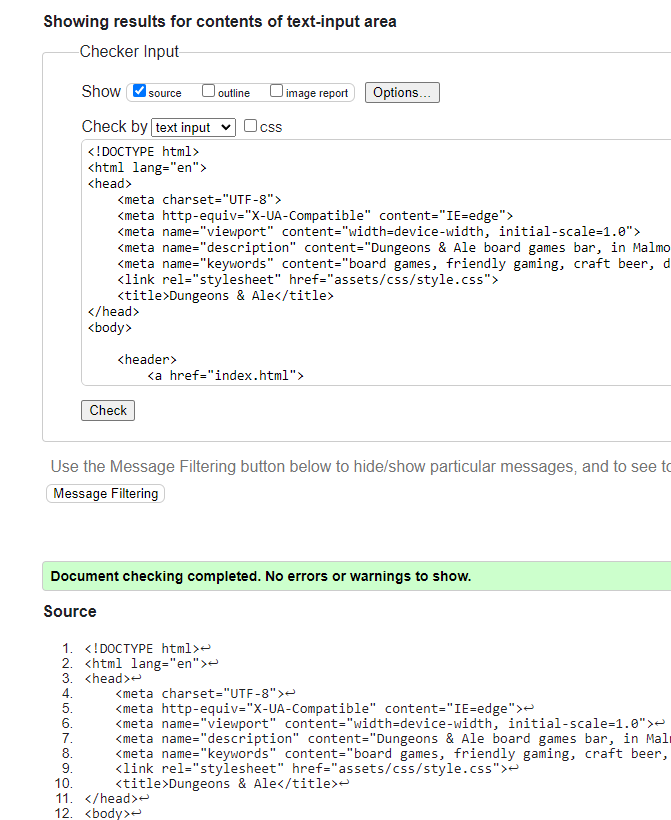 Showing results for contents of text-input area
Checker Input
Show source outline image report Options...
Check by text input css
<!DOCTYPE html>
<html lang="en">
<head>
    <meta charset="UTF-8">
    <meta http-equiv="X-UA-Compatible" content="IE=edge">
    <meta name="viewport" content="width=device-width, initial-scale=1.0">
    <meta name="description" content="Dungeons & Ale board games bar, in Malmo
    <meta name="keywords" content="board games, friendly gaming, craft beer, d
    <link rel="stylesheet" href="assets/css/style.css">
    <title>Dungeons & Ale</title>
</head>
<body>
    <header>
        <a href="index.html">
Check
Use the Message Filtering button below to hide/show particular messages, and to see to
Message Filtering
Document checking completed. No errors or warnings to show.
Source
1. <!DOCTYPE html>↩
2. <html lang="en">↩
3. <head>↩
4.     <meta charset="UTF-8">↩
5.     <meta http-equiv="X-UA-Compatible" content="IE=edge">↩
6.     <meta name="viewport" content="width=device-width, initial-scale=1.0">↩
7.     <meta name="description" content="Dungeons & Ale board games bar, in Mal
8.     <meta name="keywords" content="board games, friendly gaming, craft beer,
9.     <link rel="stylesheet" href="assets/css/style.css">↩
10.     <title>Dungeons & Ale</title>↩
11. </head>↩
12. <body>↩